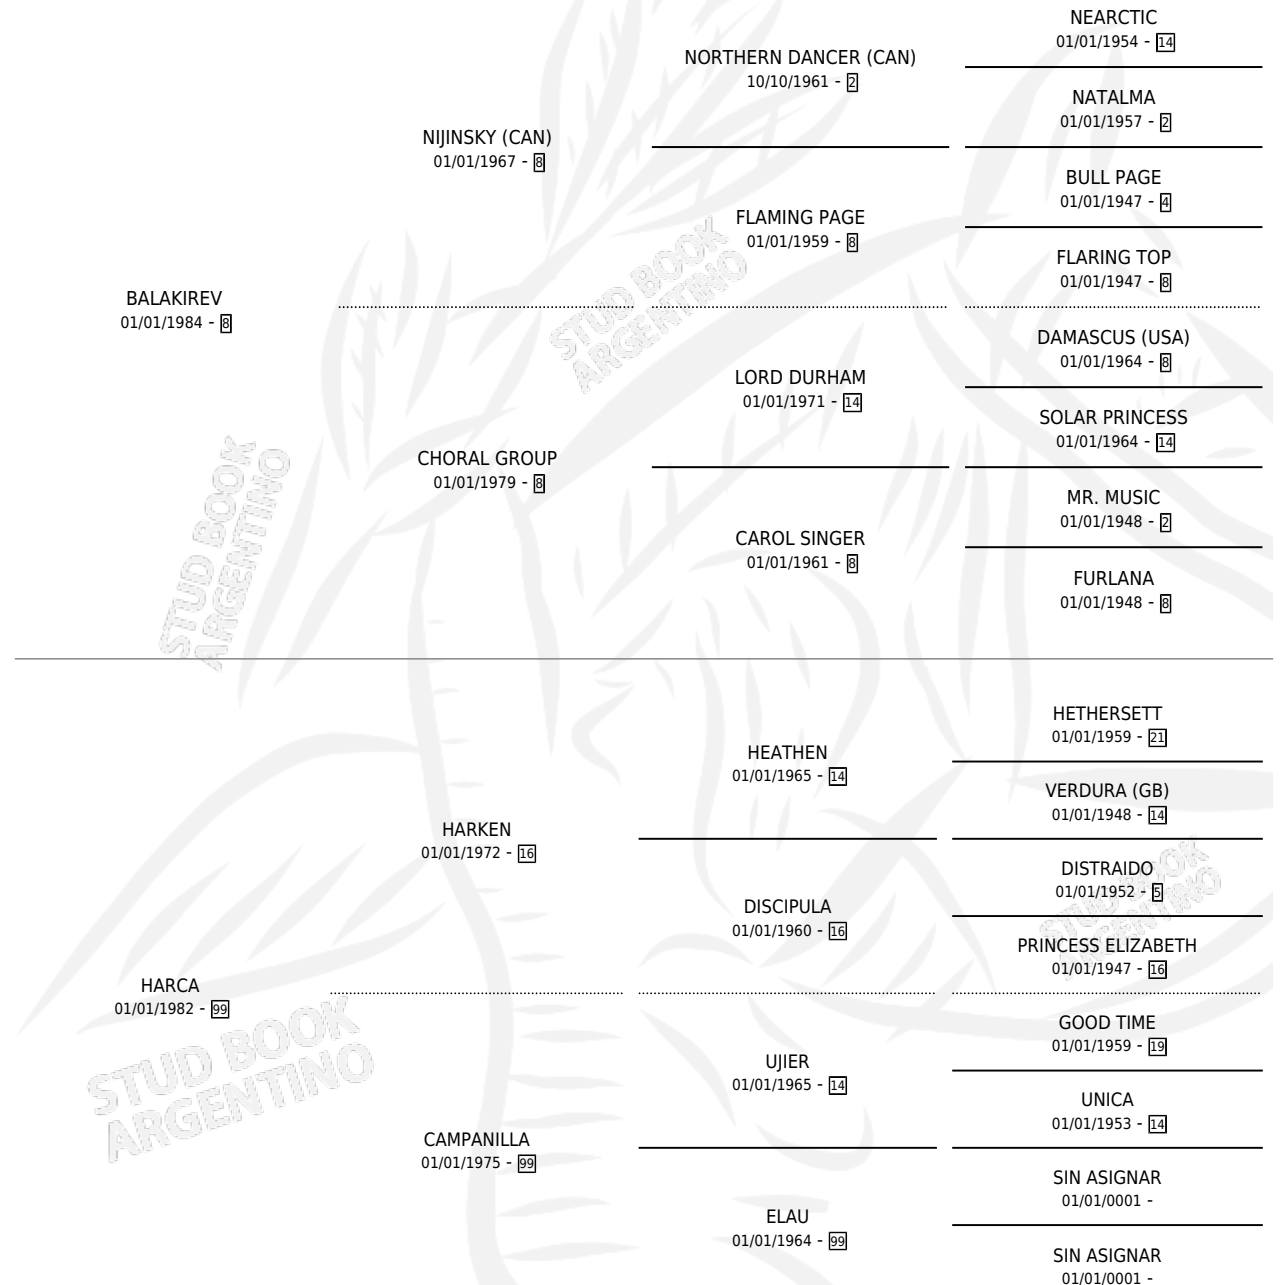 NEARCTIC
01/01/1954 - 14
NORTHERN DANCER (CAN)
10/10/1961 - 2
NATALMA
01/01/1957 - 2
NIJINSKY (CAN)
01/01/1967 - 8
BULL PAGE
01/01/1947 - 4
FLAMING PAGE
01/01/1959 - 8
FLARING TOP
01/01/1947 - 8
BALAKIREV
01/01/1984 - 8
DAMASCUS (USA)
01/01/1964 - 8
LORD DURHAM
01/01/1971 - 14
SOLAR PRINCESS
01/01/1964 - 14
CHORAL GROUP
01/01/1979 - 8
MR. MUSIC
01/01/1948 - 2
CAROL SINGER
01/01/1961 - 8
FURLANA
01/01/1948 - 8
HETHERSETT
01/01/1959 - 21
HEATHEN
01/01/1965 - 14
VERDURA (GB)
01/01/1948 - 14
HARKEN
01/01/1972 - 16
DISTRAIDO
01/01/1952 - 5
DISCIPULA
01/01/1960 - 16
PRINCESS ELIZABETH
01/01/1947 - 16
HARCA
01/01/1982 - 99
GOOD TIME
01/01/1959 - 19
UJIER
01/01/1965 - 14
UNICA
01/01/1953 - 14
CAMPANILLA
01/01/1975 - 99
SIN ASIGNAR
01/01/0001 -
ELAU
01/01/1964 - 99
SIN ASIGNAR
01/01/0001 -
STUD BOOK
ARGENTINO
STUD BOOK
ARGENTINO
STUD BOOK
ARGENTINO
STUD BOOK
ARGENTINO